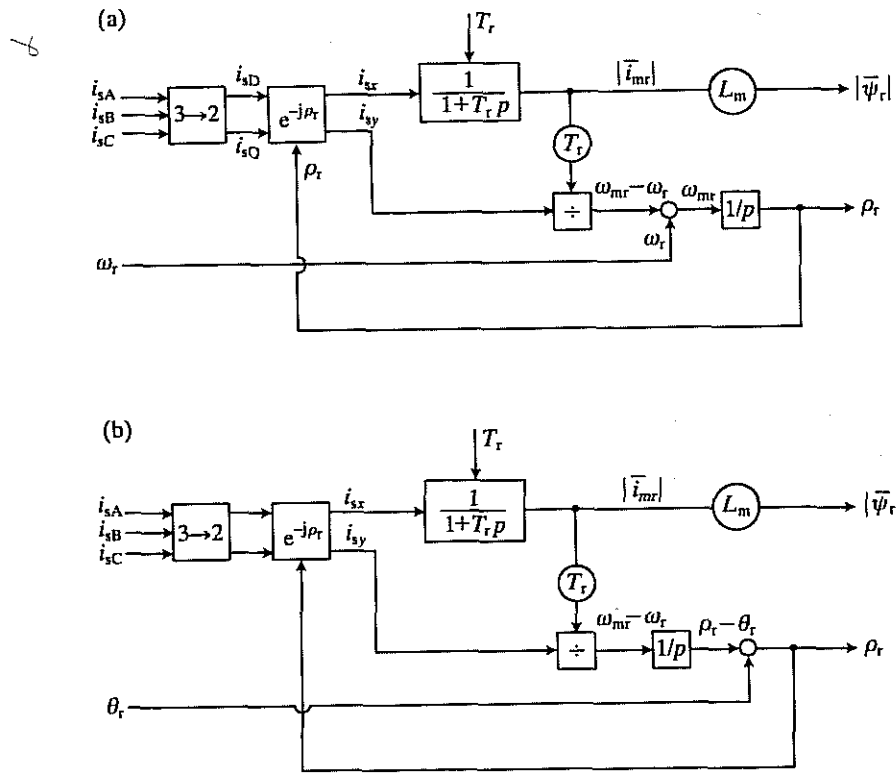 (a)
T_r
i_sA
i_sB
i_sC
3→2
i_sD
i_sQ
e^-jρ_r
i_sx
i_sy
1
1+T_r p
|i̅_mr|
L_m
|ψ̅_r|
T_r
ρ_r
÷
ω_mr−ω_r
ω_mr
1/p
ρ_r
ω_r
ω_r
(b)
T_r
i_sA
i_sB
i_sC
3→2
e^-jρ_r
i_sx
i_sy
1
1+T_r p
|i̅_mr|
L_m
|ψ̅_r
T_r
÷
ω_mr−ω_r
1/p
ρ_r−θ_r
ρ_r
θ_r